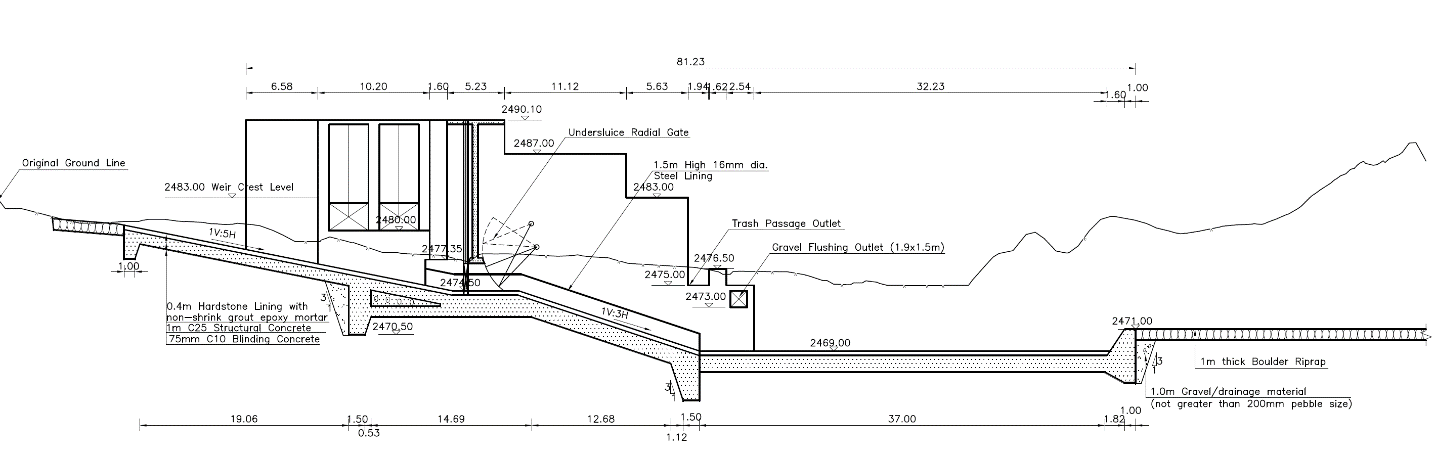 81.23
6.58
10.20
1.60
5.23
11.12
5.63
1.94
1.62
2.54
32.23
1.60
1.00
2490.10
Undersluice Radial Gate
2487.00
Original Ground Line
1.5m High 16mm dia.
Steel Lining
2483.00 Weir Crest Level
2483.00
2480.00
Trash Passage Outlet
1V:5H
2477.35
Gravel Flushing Outlet (1.9x1.5m)
2476.50
1.00
2475.00
2474.50
2473.00
3
0.4m Hardstone Lining with
non-shrink grout epoxy mortar
1m C25 Structural Concrete
75mm C10 Blinding Concrete
1V:3H
2470.50
2471.00
2469.00
3
1m thick Boulder Riprap
3
1.0m Gravel/drainage material
(not greater than 200mm pebble size)
19.06
1.50
0.53
14.69
12.68
1.12
1.50
37.00
1.82
1.00